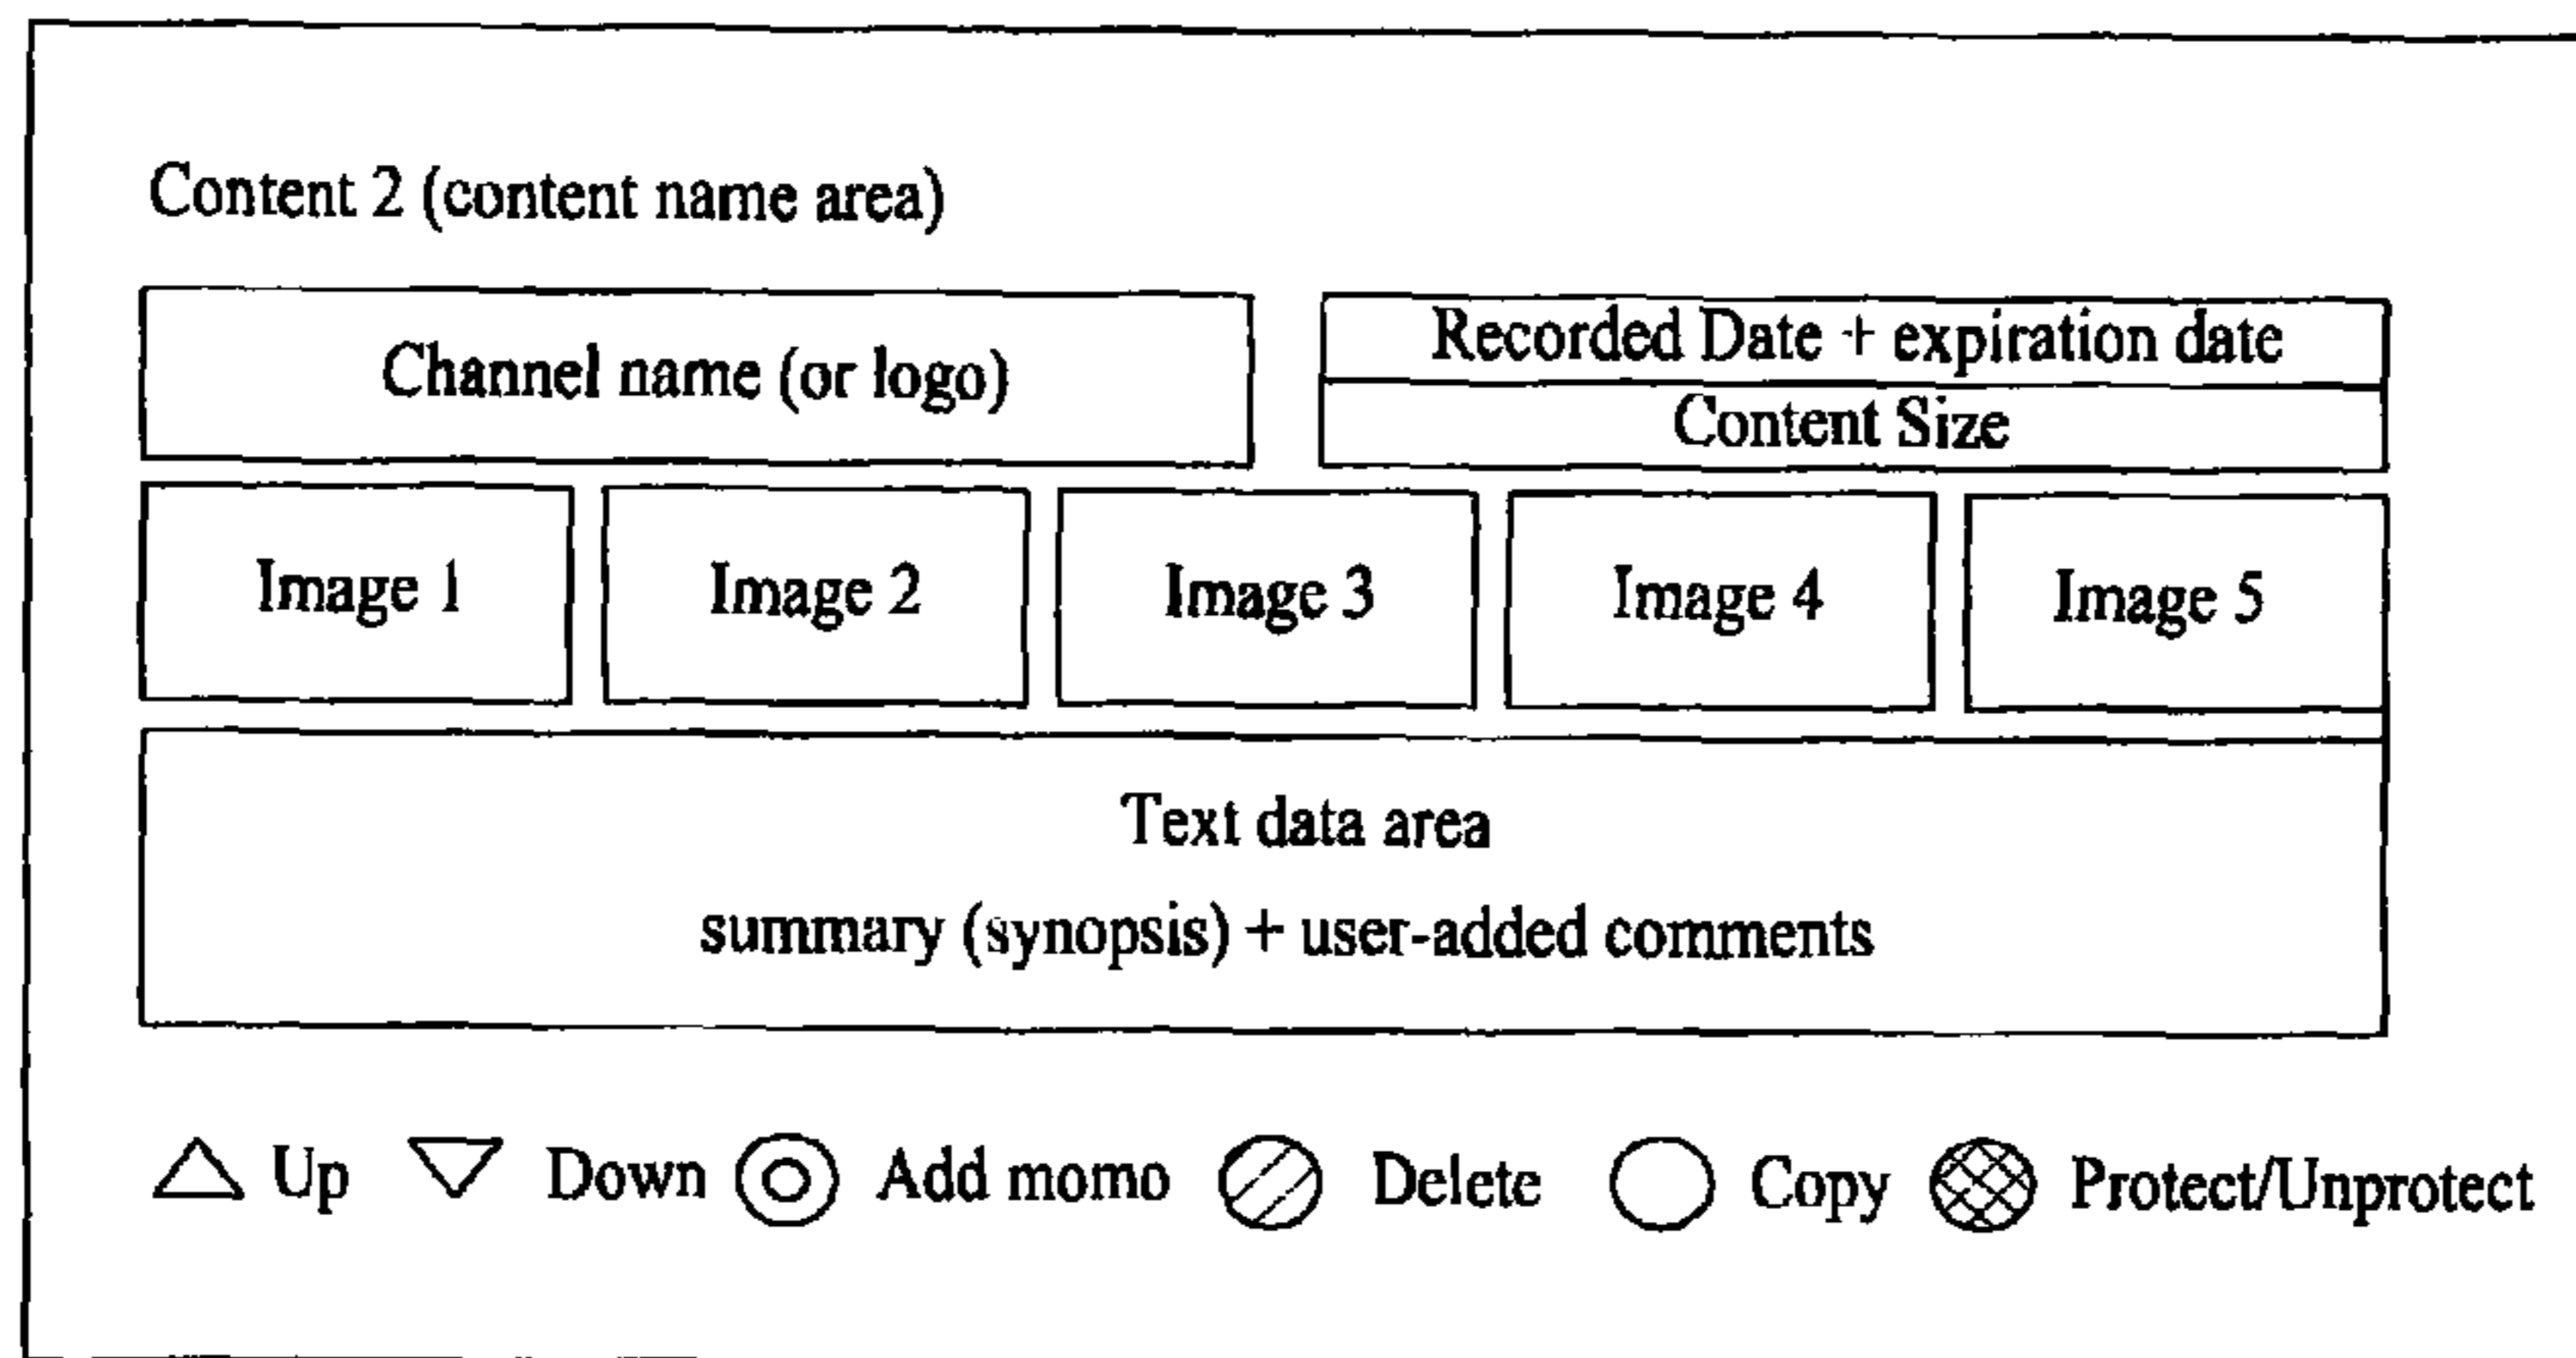 Content 2 (content name area)
Channel name (or logo)
Recorded Date + expiration date
Content Size
Image 1 Image 2 Image 3 Image 4 Image 5
Text data area
summary (synopsis) + user-added comments
Up Down Add momo Delete Copy Protect/Unprotect